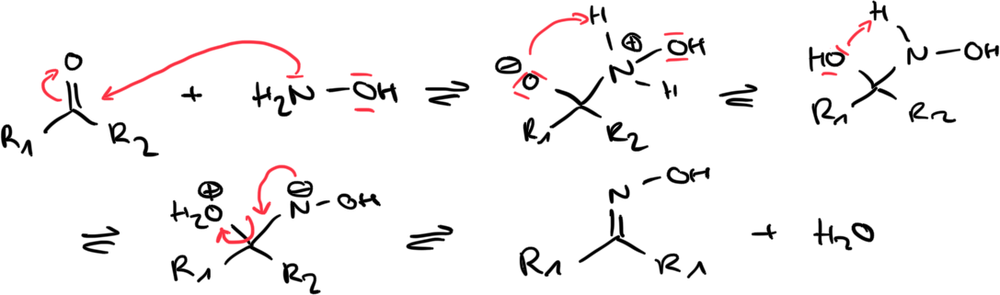 O H H
R1 R2 + H2N-OH ⇌ ⊖ O N ⊕ OH H R1 R2 ⇌ HO N-OH R1 R2
⇌ ⊕ H2O ⊖ N-OH R1 R2 ⇌ N-OH R1 R1 + H2O